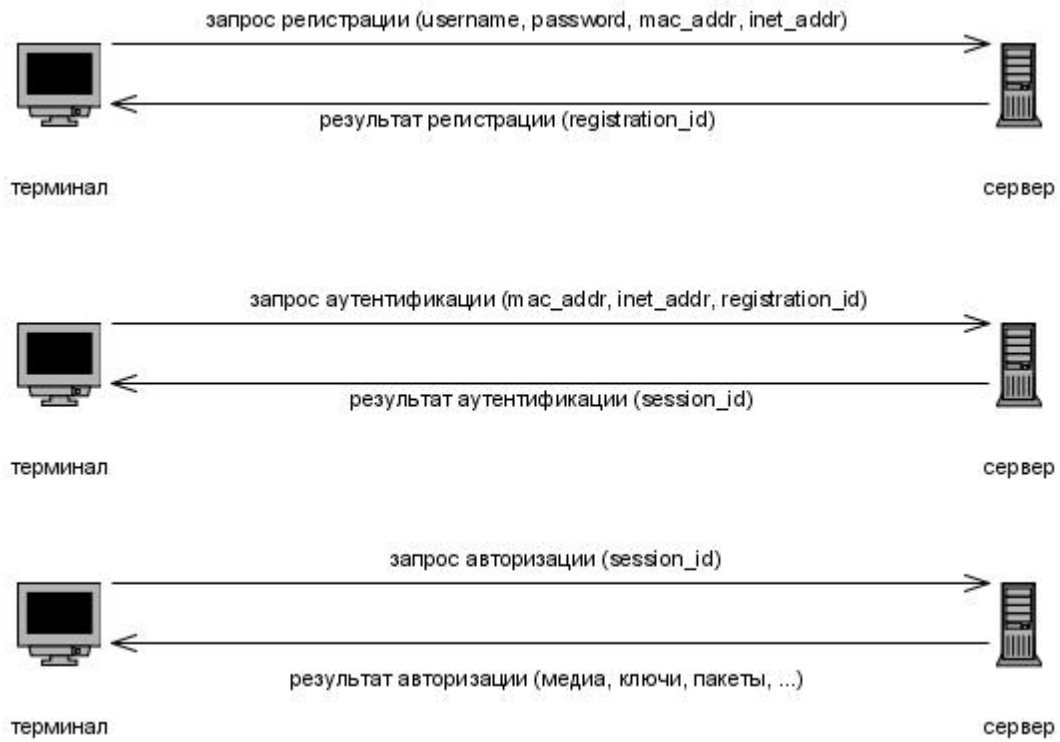 запрос регистрации (username, password, mac_addr, inet_addr)
результат регистрации (registration_id)
терминал
сервер
запрос аутентификации (mac_addr, inet_addr, registration_id)
результат аутентификации (session_id)
терминал
сервер
запрос авторизации (session_id)
результат авторизации (медиа, ключи, пакеты, ...)
терминал
сервер